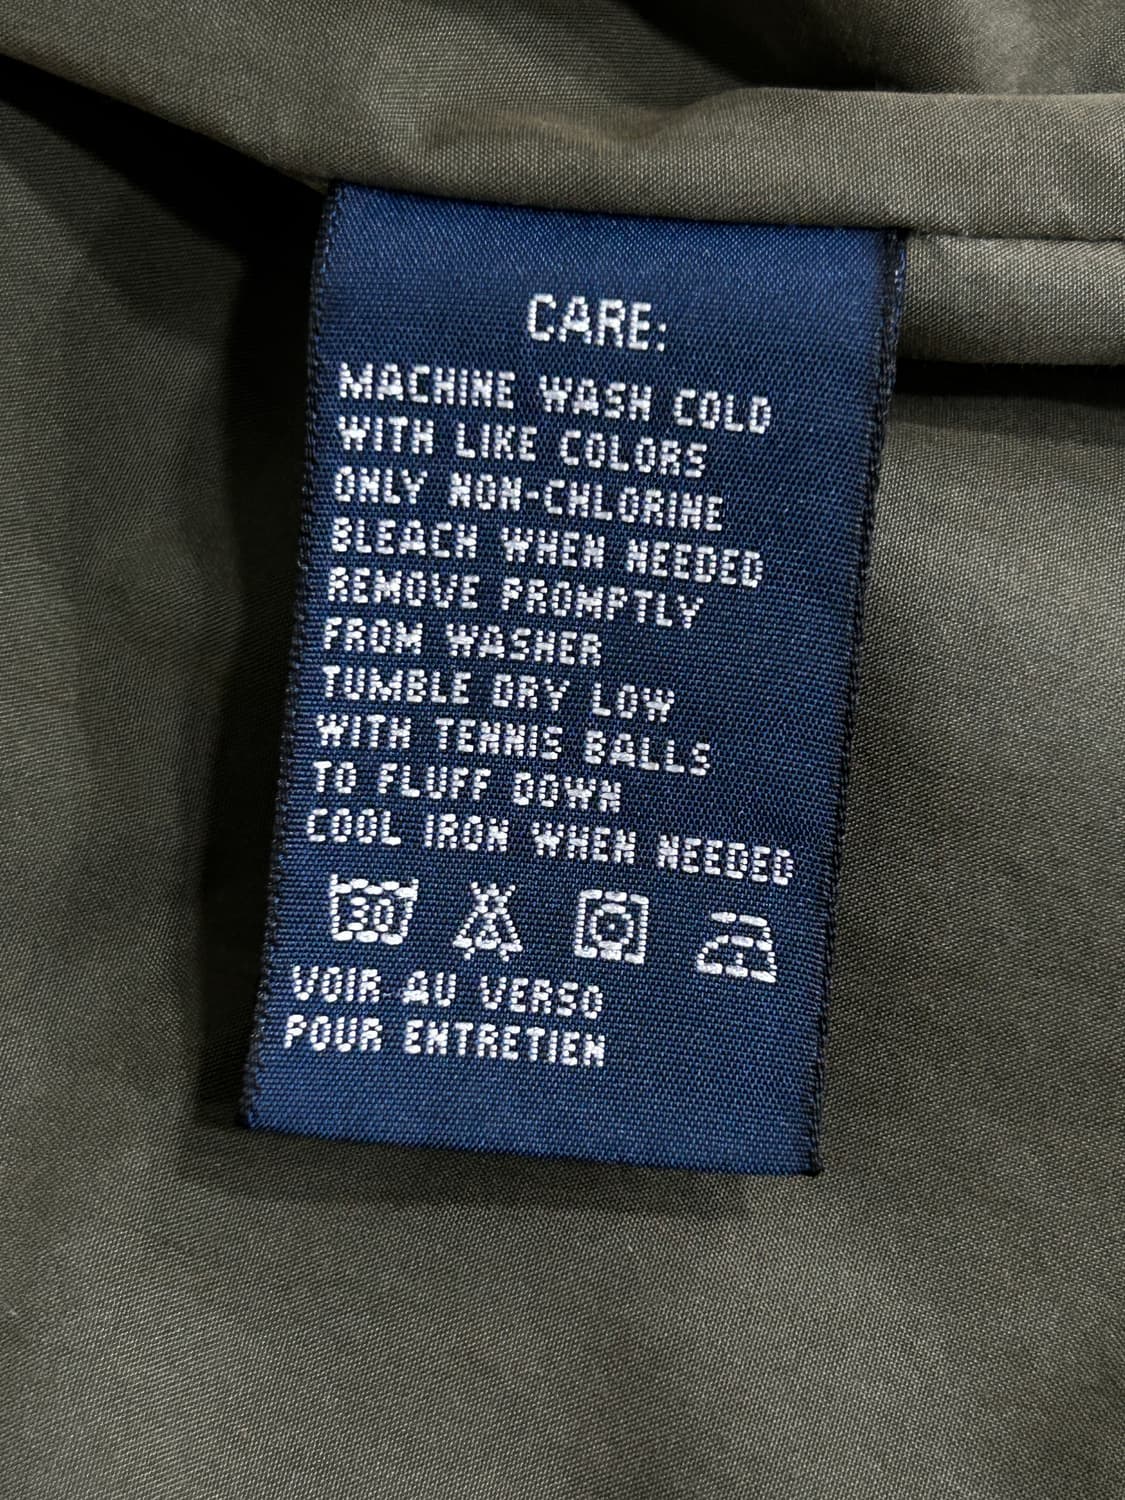 CARE:
MACHINE WASH COLD
WITH LIKE COLORS
ONLY NON-CHLORINE
BLEACH WHEN NEEDED
REMOVE PROMPTLY
FROM WASHER
TUMBLE DRY LOW
WITH TENNIS BALLS
TO FLUFF DOWN
COOL IRON WHEN NEEDED
30
VOIR AU VERSO
POUR ENTRETIEN